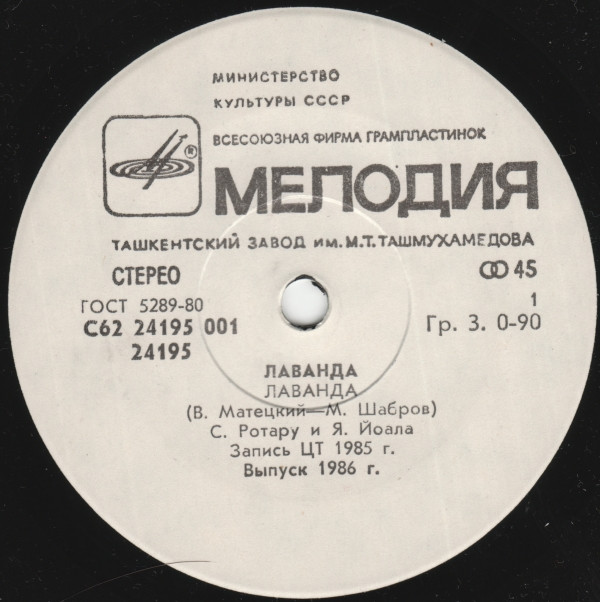 МИНИСТЕРСТВО
КУЛЬТУРЫ СССР
ВСЕСОЮЗНАЯ ФИРМА ГРАМПЛАСТИНОК
®
МЕЛОДИЯ
ТАШКЕНТСКИЙ ЗАВОД ИМ. М.Т. ТАШМУХАМЕДОВА
СТЕРЕО
45
ГОСТ 5289-80
1
С62 24195 001
Гр. 3. 0-90
24195
ЛАВАНДА
ЛАВАНДА
(В. Матецкий—М. Шабров)
С. Ротару и Я. Йоала
Запись ЦТ 1985 г.
Выпуск 1986 г.